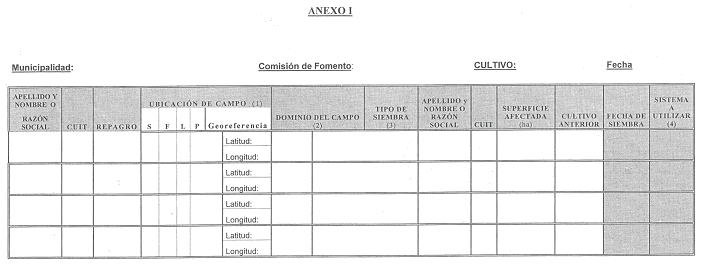 ANEXO I
Municipalidad: Comisión de Fomento: CULTIVO: Fecha
APELLIDO Y NOMBRE O RAZÓN SOCIAL
CUIT
REPAGRO
UBICACIÓN DE CAMPO (1)
S F L P Georeferencia
DOMINIO DEL CAMPO (2)
TIPO DE SIEMBRA (3)
APELLIDO y NOMBRE O RAZÓN SOCIAL
CUIT
SUPERFICIE AFECTADA (ha)
CULTIVO ANTERIOR
FECHA DE SIEMBRA
SISTEMA A UTILIZAR (4)
Latitud:
Longitud:
Latitud:
Longitud:
Latitud:
Longitud:
Latitud:
Longitud: